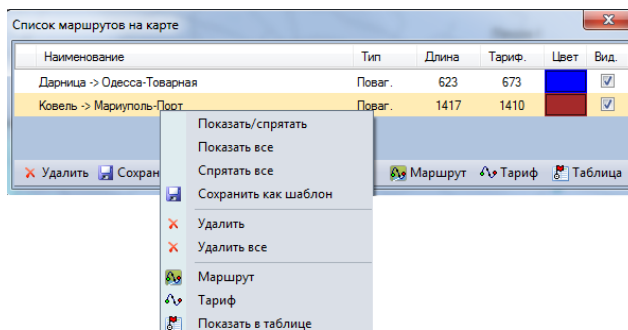 Список маршрутов на карте
Наименование Тип Длина Тариф. Цвет Вид.
Дарница -> Одесса-Товарная Поваг. 623 673
Ковель -> Мариуполь-Порт Поваг. 1417 1410
Показать/спрятать
Показать все
Спрятать все
Сохранить как шаблон
Удалить Сохран Маршрут Тариф Таблица
Удалить
Удалить все
Маршрут
Тариф
Показать в таблице